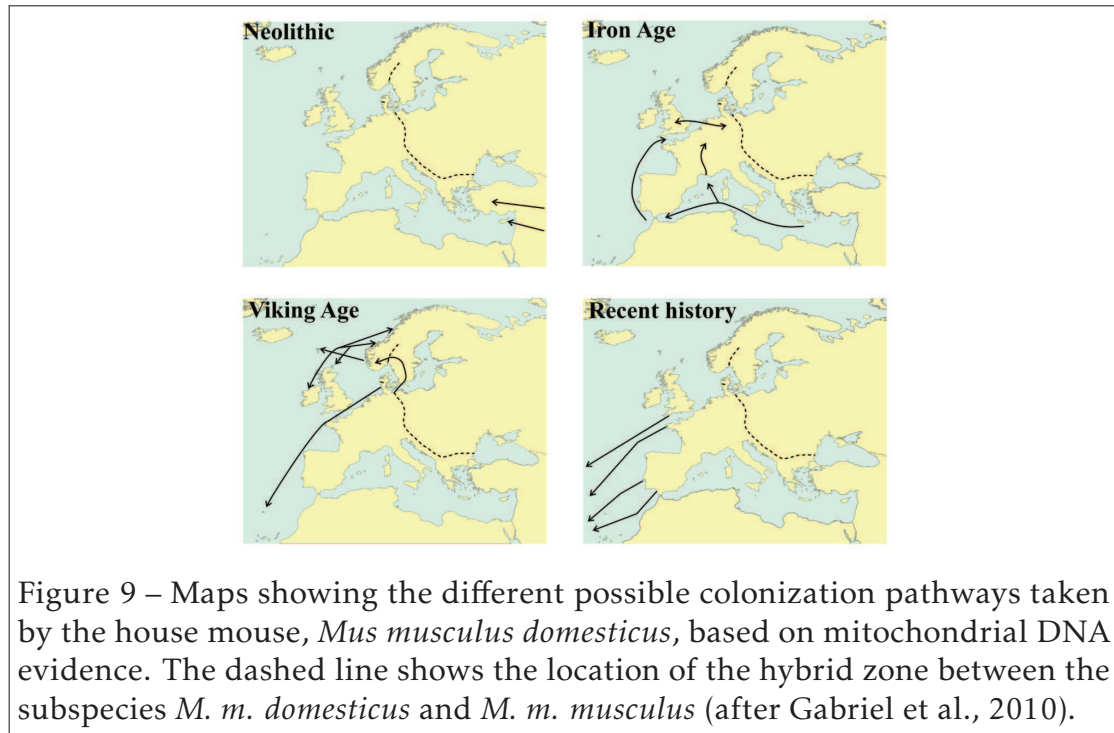 Neolithic
Iron Age
Viking Age
Recent history
Figure 9 – Maps showing the different possible colonization pathways taken
by the house mouse, Mus musculus domesticus, based on mitochondrial DNA
evidence. The dashed line shows the location of the hybrid zone between the
subspecies M. m. domesticus and M. m. musculus (after Gabriel et al., 2010).